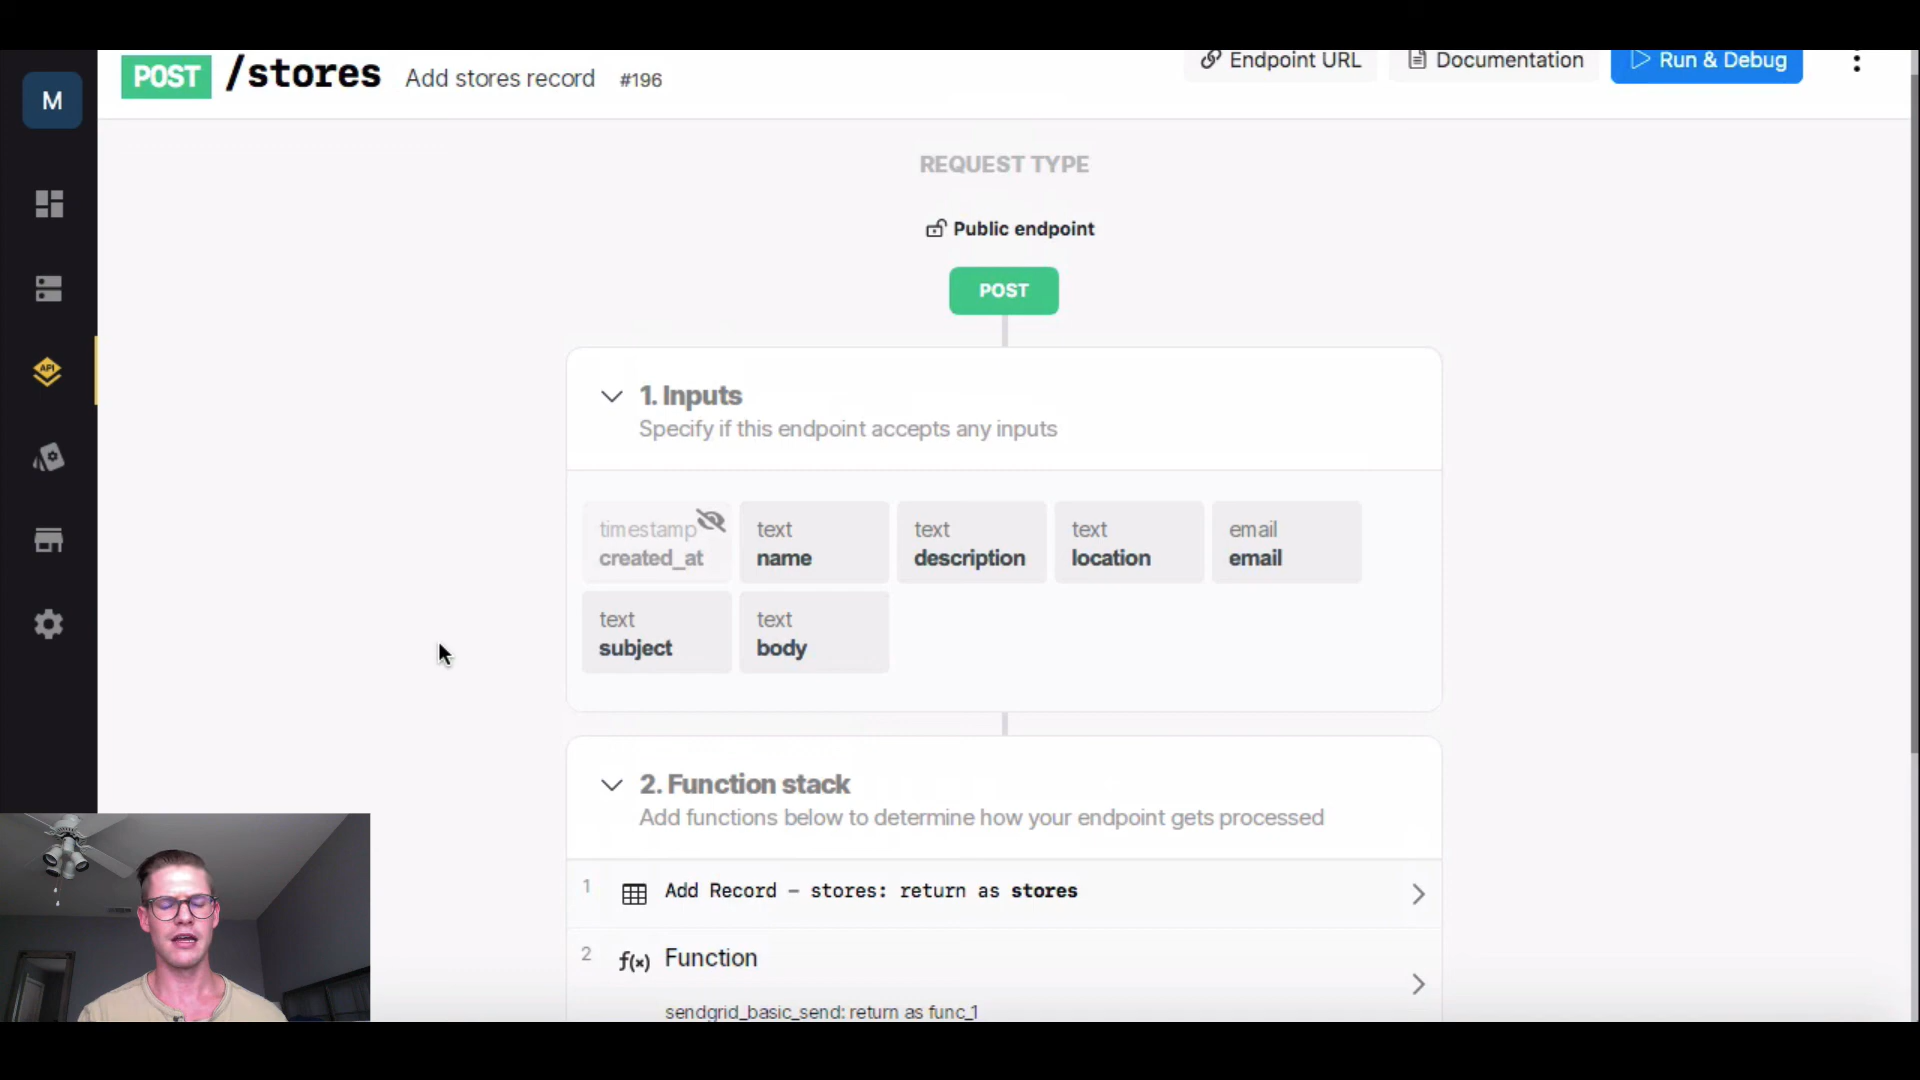 M
POST /stores Add stores record #196
Endpoint URL
Documentation
Run & Debug
API
REQUEST TYPE
Public endpoint
POST
1. Inputs
Specify if this endpoint accepts any inputs
timestamp
created_at
text
name
text
description
text
location
email
email
text
subject
text
body
2. Function stack
Add functions below to determine how your endpoint gets processed
1
Add Record – stores: return as stores
2
f(x) Function
sendgrid_basic_send: return as func_1